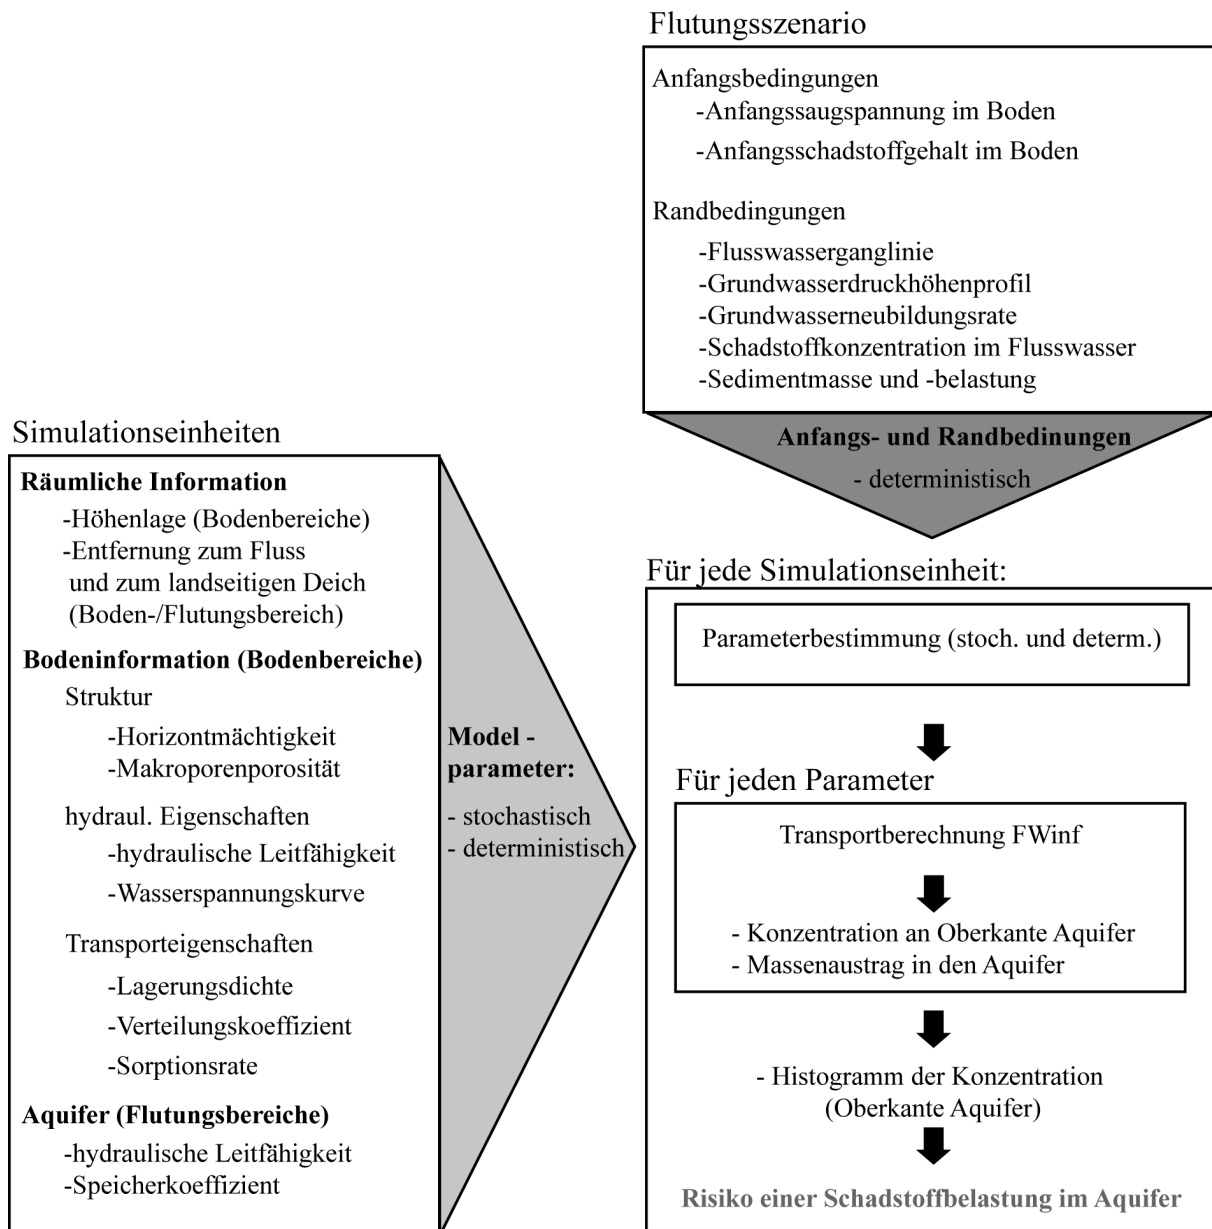 Flutungsszenario
Anfangsbedingungen
-Anfangssaugspannung im Boden
-Anfangsschadstoffgehalt im Boden
Randbedingungen
-Flusswasserganglinie
-Grundwasserdruckhöhenprofil
-Grundwasserneubildungsrate
-Schadstoffkonzentration im Flusswasser
-Sedimentmasse und -belastung
Anfangs- und Randbedinungen
- deterministisch
Simulationseinheiten
Räumliche Information
-Höhenlage (Bodenbereiche)
-Entfernung zum Fluss
und zum landseitigen Deich
(Boden-/Flutungsbereich)
Bodeninformation (Bodenbereiche)
Struktur
-Horizontmächtigkeit
-Makroporenporosität
hydraul. Eigenschaften
-hydraulische Leitfähigkeit
-Wasserspannungskurve
Transporteigenschaften
-Lagerungsdichte
-Verteilungskoeffizient
-Sorptionsrate
Aquifer (Flutungsbereiche)
-hydraulische Leitfähigkeit
-Speicherkoeffizient
Model -
parameter:
- stochastisch
- deterministisch
Für jede Simulationseinheit:
Parameterbestimmung (stoch. und determ.)
Für jeden Parameter
Transportberechnung FWinf
- Konzentration an Oberkante Aquifer
- Massenaustrag in den Aquifer
- Histogramm der Konzentration
(Oberkante Aquifer)
Risiko einer Schadstoffbelastung im Aquifer